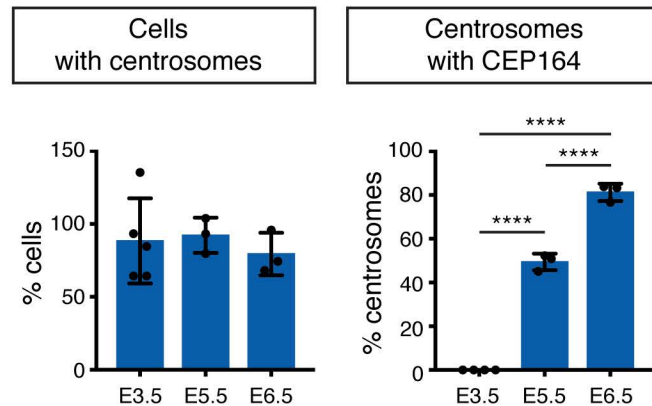 Cells
with centrosomes
Centrosomes
with CEP164
% cells
150
100
50
0
E3.5 E5.5 E6.5
% centrosomes
100
80
60
40
20
0
****
****
****
E3.5 E5.5 E6.5